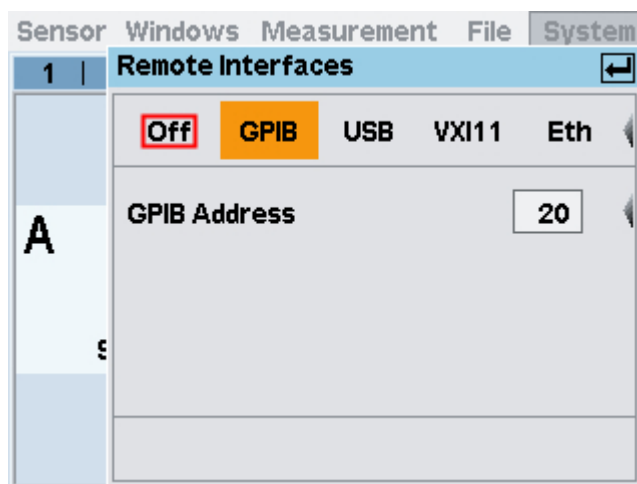 Sensor Windows Measurement File System
1 |
Remote Interfaces
Off GPIB USB VXI11 Eth
GPIB Address 20
A